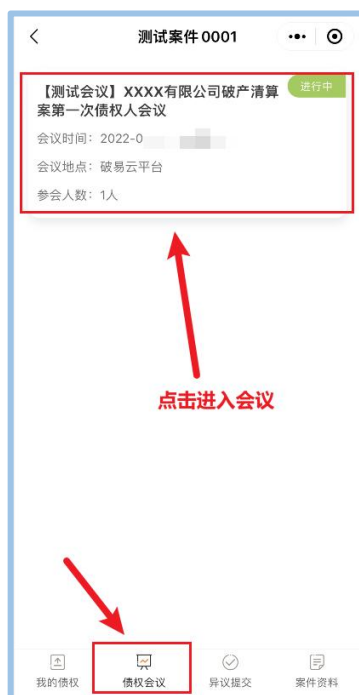 测试案件0001
【测试会议】XXXX有限公司破产清算
案第一次债权人会议
进行中
会议时间：2022-0
会议地点：破易云平台
参会人数：1人
点击进入会议
我的债权
债权会议
异议提交
案件资料